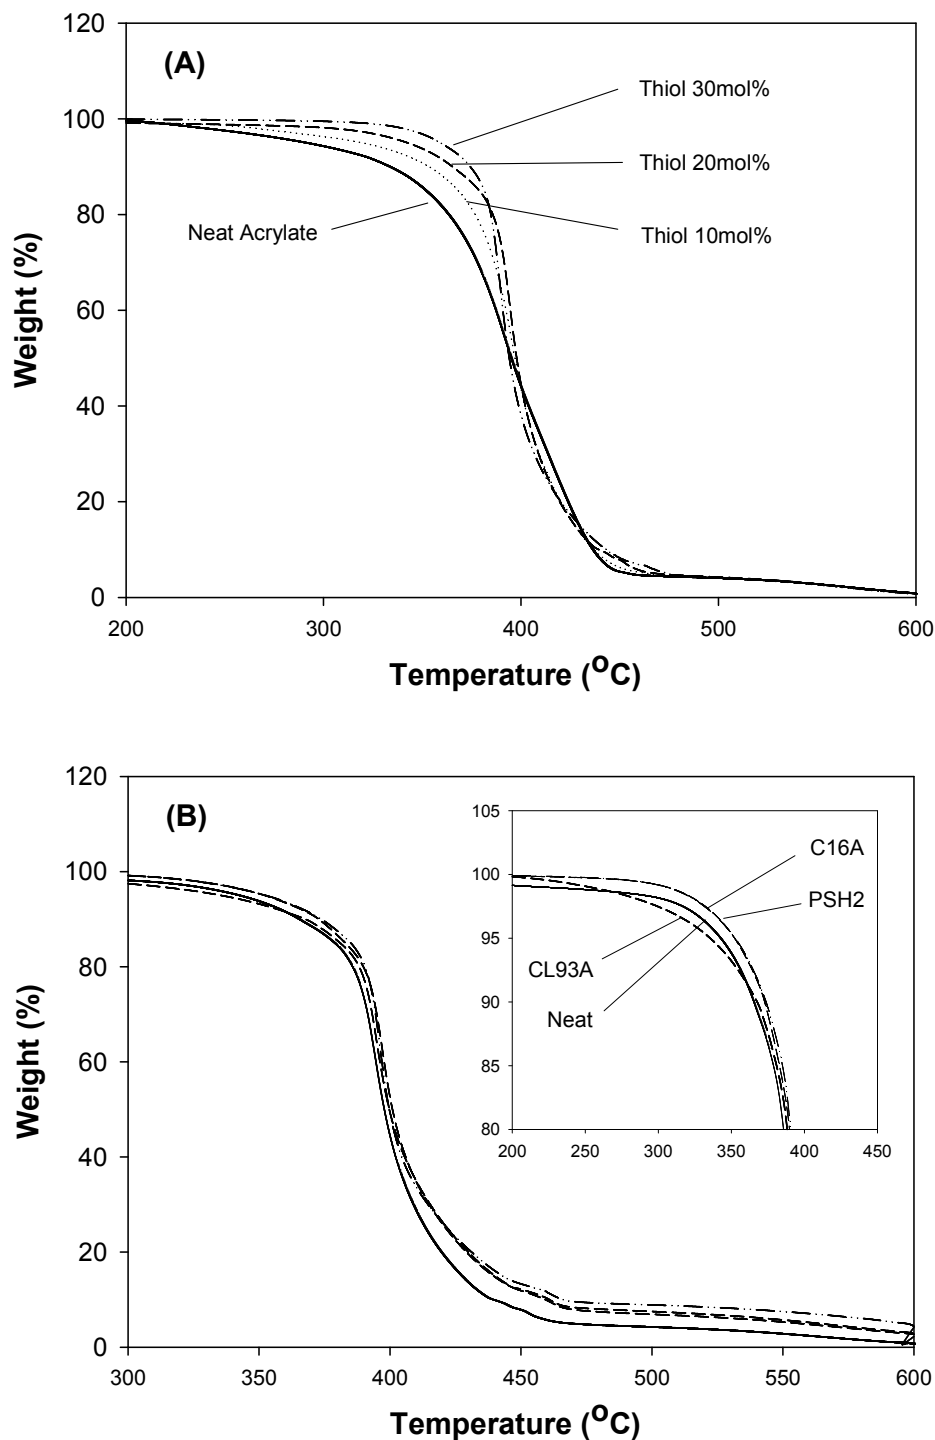 120
(A)
Thiol 30mol%
100
Thiol 20mol%
80
Neat Acrylate
Thiol 10mol%
Weight (%)
60
40
20
0
200 300 400 500 600
Temperature (°C)
120
(B)
105
C16A
100
100
PSH2
95
CL93A
80
Neat
90
Weight (%)
85
60
80
200 250 300 350 400 450
40
20
0
300 350 400 450 500 550 600
Temperature (°C)